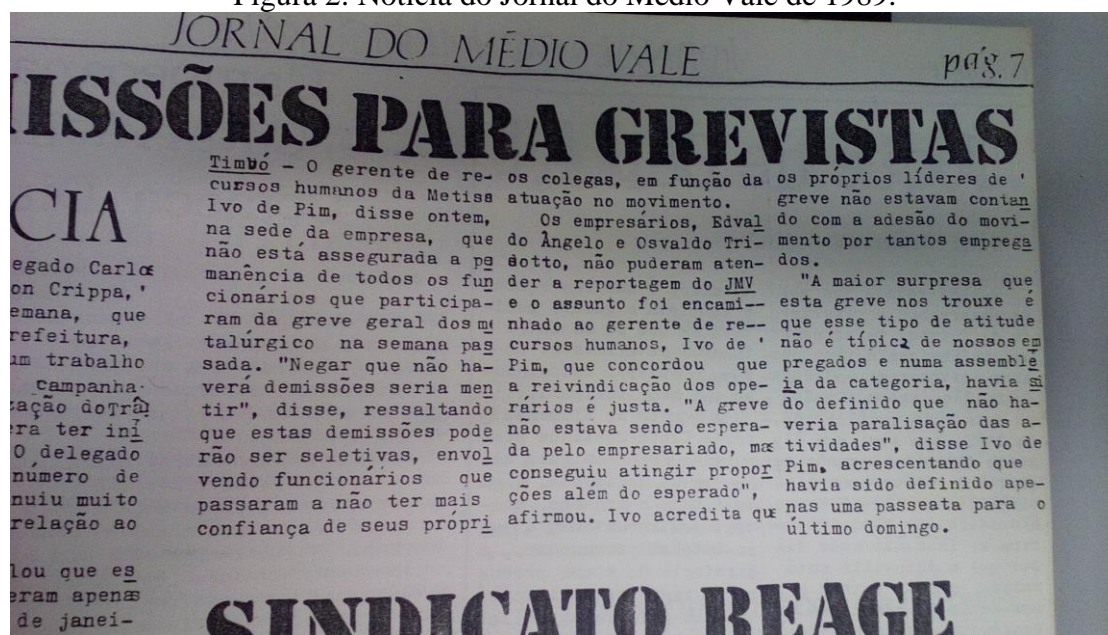 Figura 2: Notícia do Jornal do Médio Vale de 1989.
JORNAL DO MÉDIO VALE
pág. 7
ISSÕES PARA GREVISTAS
CIA
egado Carlos
on Crippa, '
emana, que
refeitura,
um trabalho
campanha
zação doTrâ
era ter ini
O delegado
número de
nuiu muito
relação ao
lou que es
eram apenas
de janei-
Timbó - O gerente de re-
cursos humanos da Metisa
Ivo de Pim, disse ontem,
na sede da empresa, que
não está assegurada a pe
manência de todos os fun
cionários que participa-
ram da greve geral dos me
talúrgico na semana pas
sada. "Negar que não ha-
verá demissões seria men
tir", disse, ressaltando
que estas demissões pode
rão ser seletivas, envol
vendo funcionários que
passaram a não ter mais
confiança de seus própri
os colegas, em função da
atuação no movimento.
Os empresários, Edval
do Ângelo e Osvaldo Tri-
dotto, não puderam aten-
der a reportagem do JMV
e o assunto foi encami--
nhado ao gerente de re--
cursos humanos, Ivo de '
Pim, que concordou que
a reivindicação dos ope-
rários é justa. "A greve
não estava sendo espera-
da pelo empresariado, mas
conseguiu atingir propor
ções além do esperado",
afirmou. Ivo acredita que
os próprios líderes de '
greve não estavam contan
do com a adesão do movi-
mento por tantos emprega
dos.
"A maior surpresa que
esta greve nos trouxe é
que esse tipo de atitude
não é típica de nossos em
pregados e numa assemblé
ia da categoria, havia si
do definido que não ha-
veria paralisação das a-
tividades", disse Ivo de
Pim, acrescentando que
havia sido definido ape-
nas uma passeata para o
último domingo.
SINDICATO REAGE